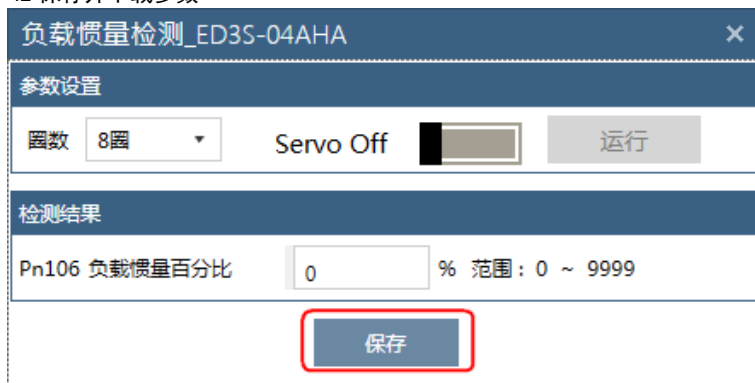 负载惯量检测_ED3S-04AHA ×
参数设置
圈数 8圈 Servo Off 运行
检测结果
Pn106 负载惯量百分比 0 % 范围：0 ~ 9999
保存